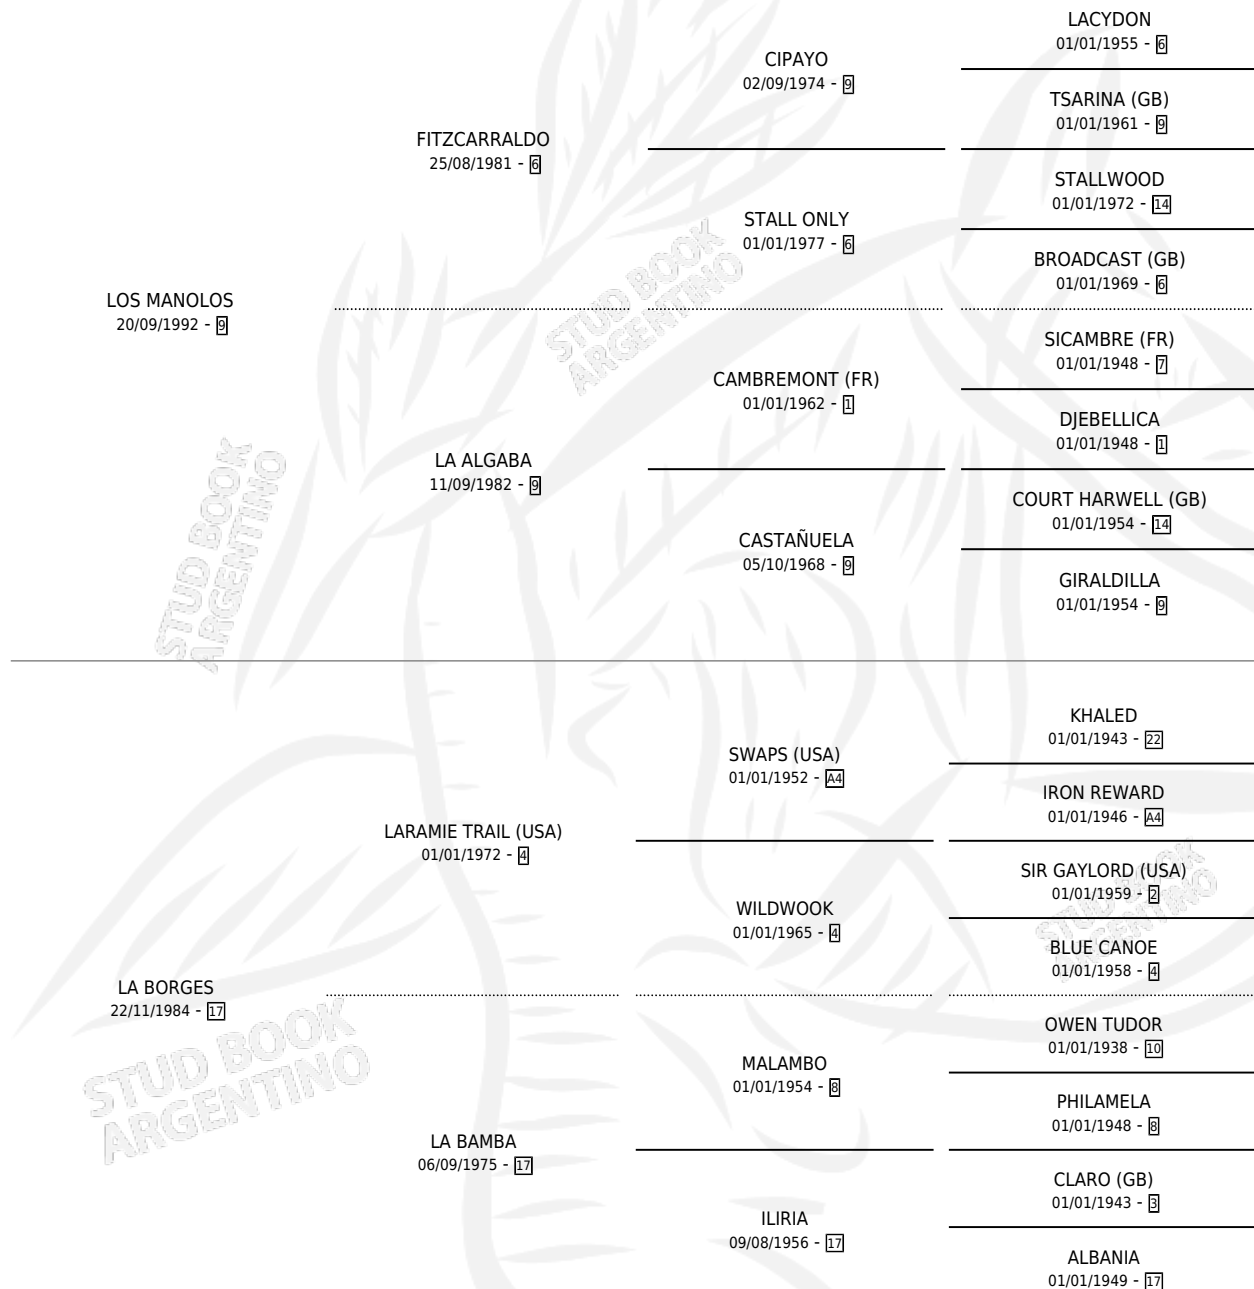 LOS MANOLOS
20/09/1992 - 9
FITZCARRALDO
25/08/1981 - 6
LA ALGABA
11/09/1982 - 9
CIPAYO
02/09/1974 - 9
STALL ONLY
01/01/1977 - 6
CAMBREMONT (FR)
01/01/1962 - 1
CASTAÑUELA
05/10/1968 - 9
LACYDON
01/01/1955 - 6
TSARINA (GB)
01/01/1961 - 9
STALLWOOD
01/01/1972 - 14
BROADCAST (GB)
01/01/1969 - 6
SICAMBRE (FR)
01/01/1948 - 7
DJEBELLICA
01/01/1948 - 1
COURT HARWELL (GB)
01/01/1954 - 14
GIRALDILLA
01/01/1954 - 9
LA BORGES
22/11/1984 - 17
LARAMIE TRAIL (USA)
01/01/1972 - 4
LA BAMBA
06/09/1975 - 17
SWAPS (USA)
01/01/1952 - A4
WILDWOOK
01/01/1965 - 4
MALAMBO
01/01/1954 - 8
ILIRIA
09/08/1956 - 17
KHALED
01/01/1943 - 22
IRON REWARD
01/01/1946 - A4
SIR GAYLORD (USA)
01/01/1959 - 2
BLUE CANOE
01/01/1958 - 4
OWEN TUDOR
01/01/1938 - 10
PHILAMELA
01/01/1948 - 8
CLARO (GB)
01/01/1943 - 3
ALBANIA
01/01/1949 - 17
STUD BOOK
ARGENTINO
STUD BOOK
ARGENTINO
STUD BOOK
ARGENTINO
STUD BOOK
ARGENTINO